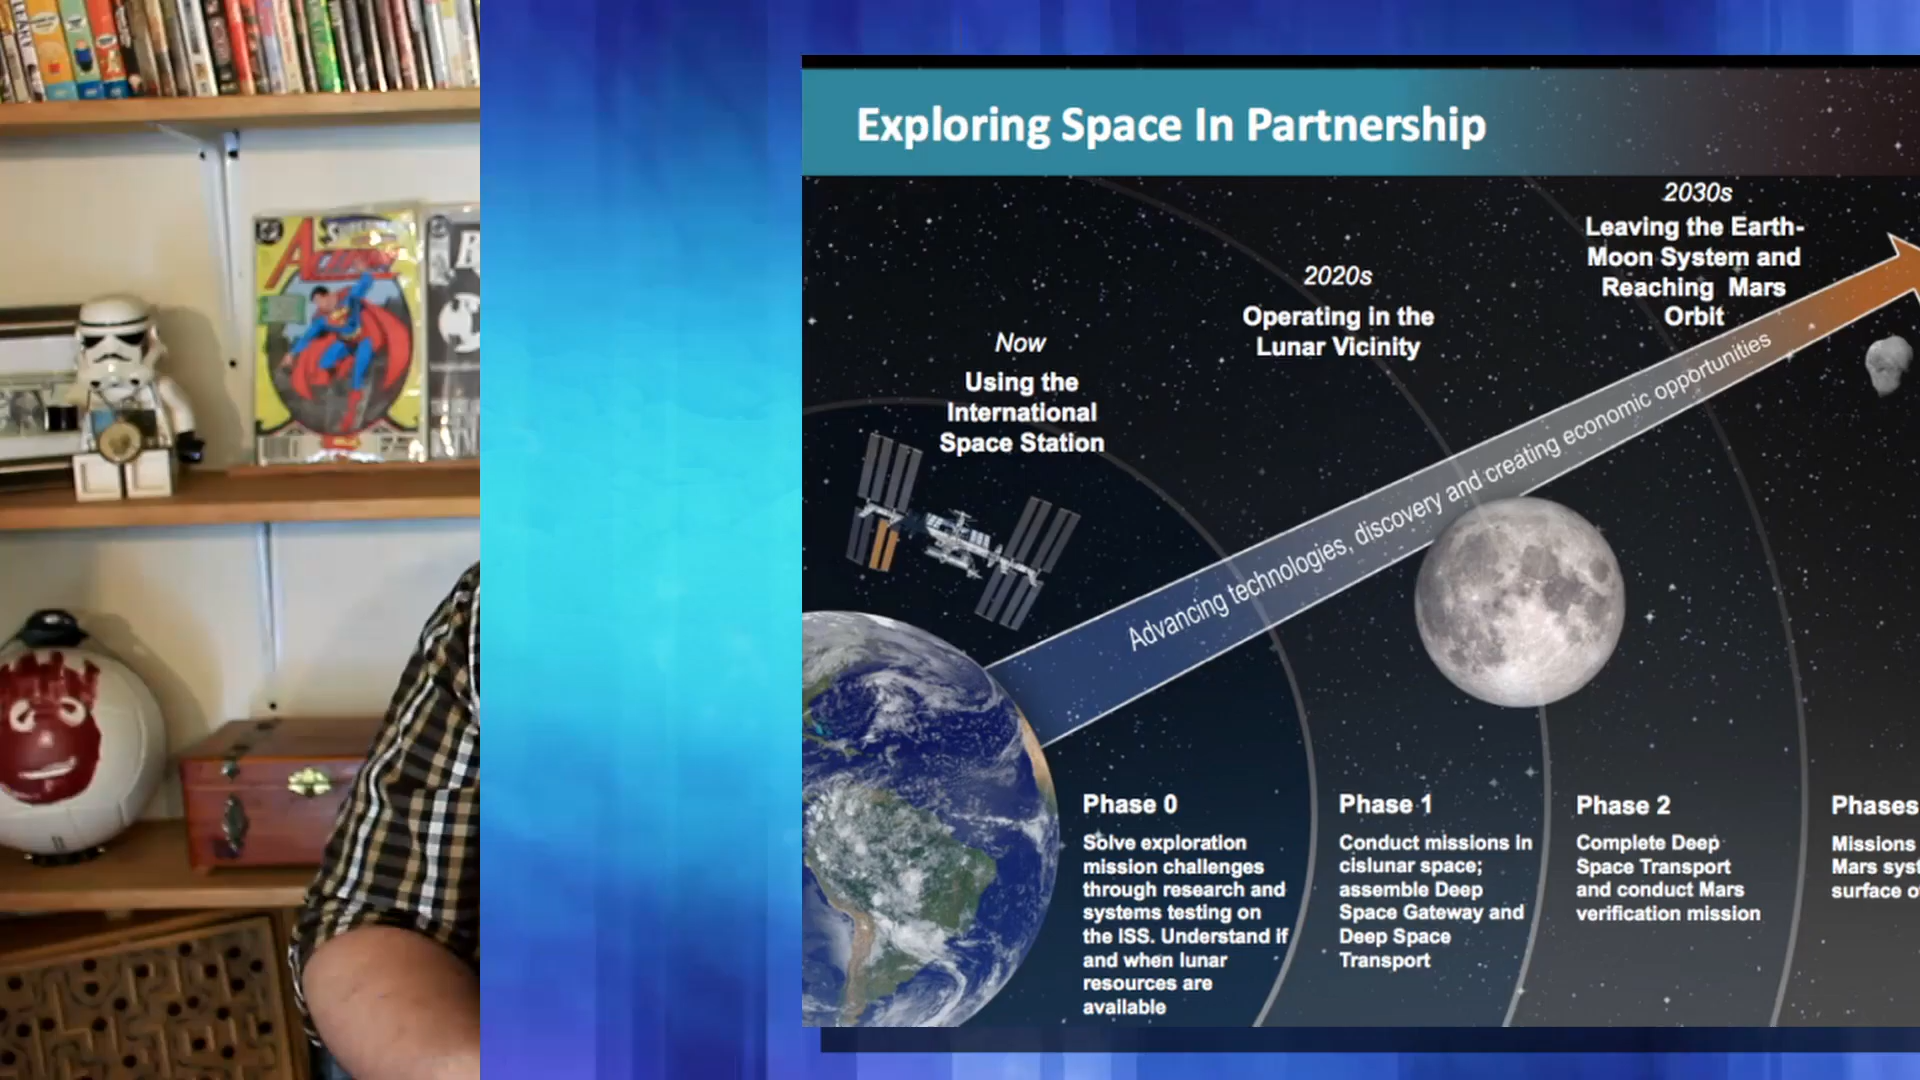 ACTION
Exploring Space In Partnership
2030s
Leaving the Earth-
Moon System and
Reaching Mars
Orbit
2020s
Operating in the
Lunar Vicinity
Now
Using the
International
Space Station
Advancing technologies, discovery and creating economic opportunities
Phase 0
Solve exploration
mission challenges
through research and
systems testing on
the ISS. Understand if
and when lunar
resources are
available
Phase 1
Conduct missions in
cislunar space;
assemble Deep
Space Gateway and
Deep Space
Transport
Phase 2
Complete Deep
Space Transport
and conduct Mars
verification mission
Phases
Missions
Mars syst
surface o